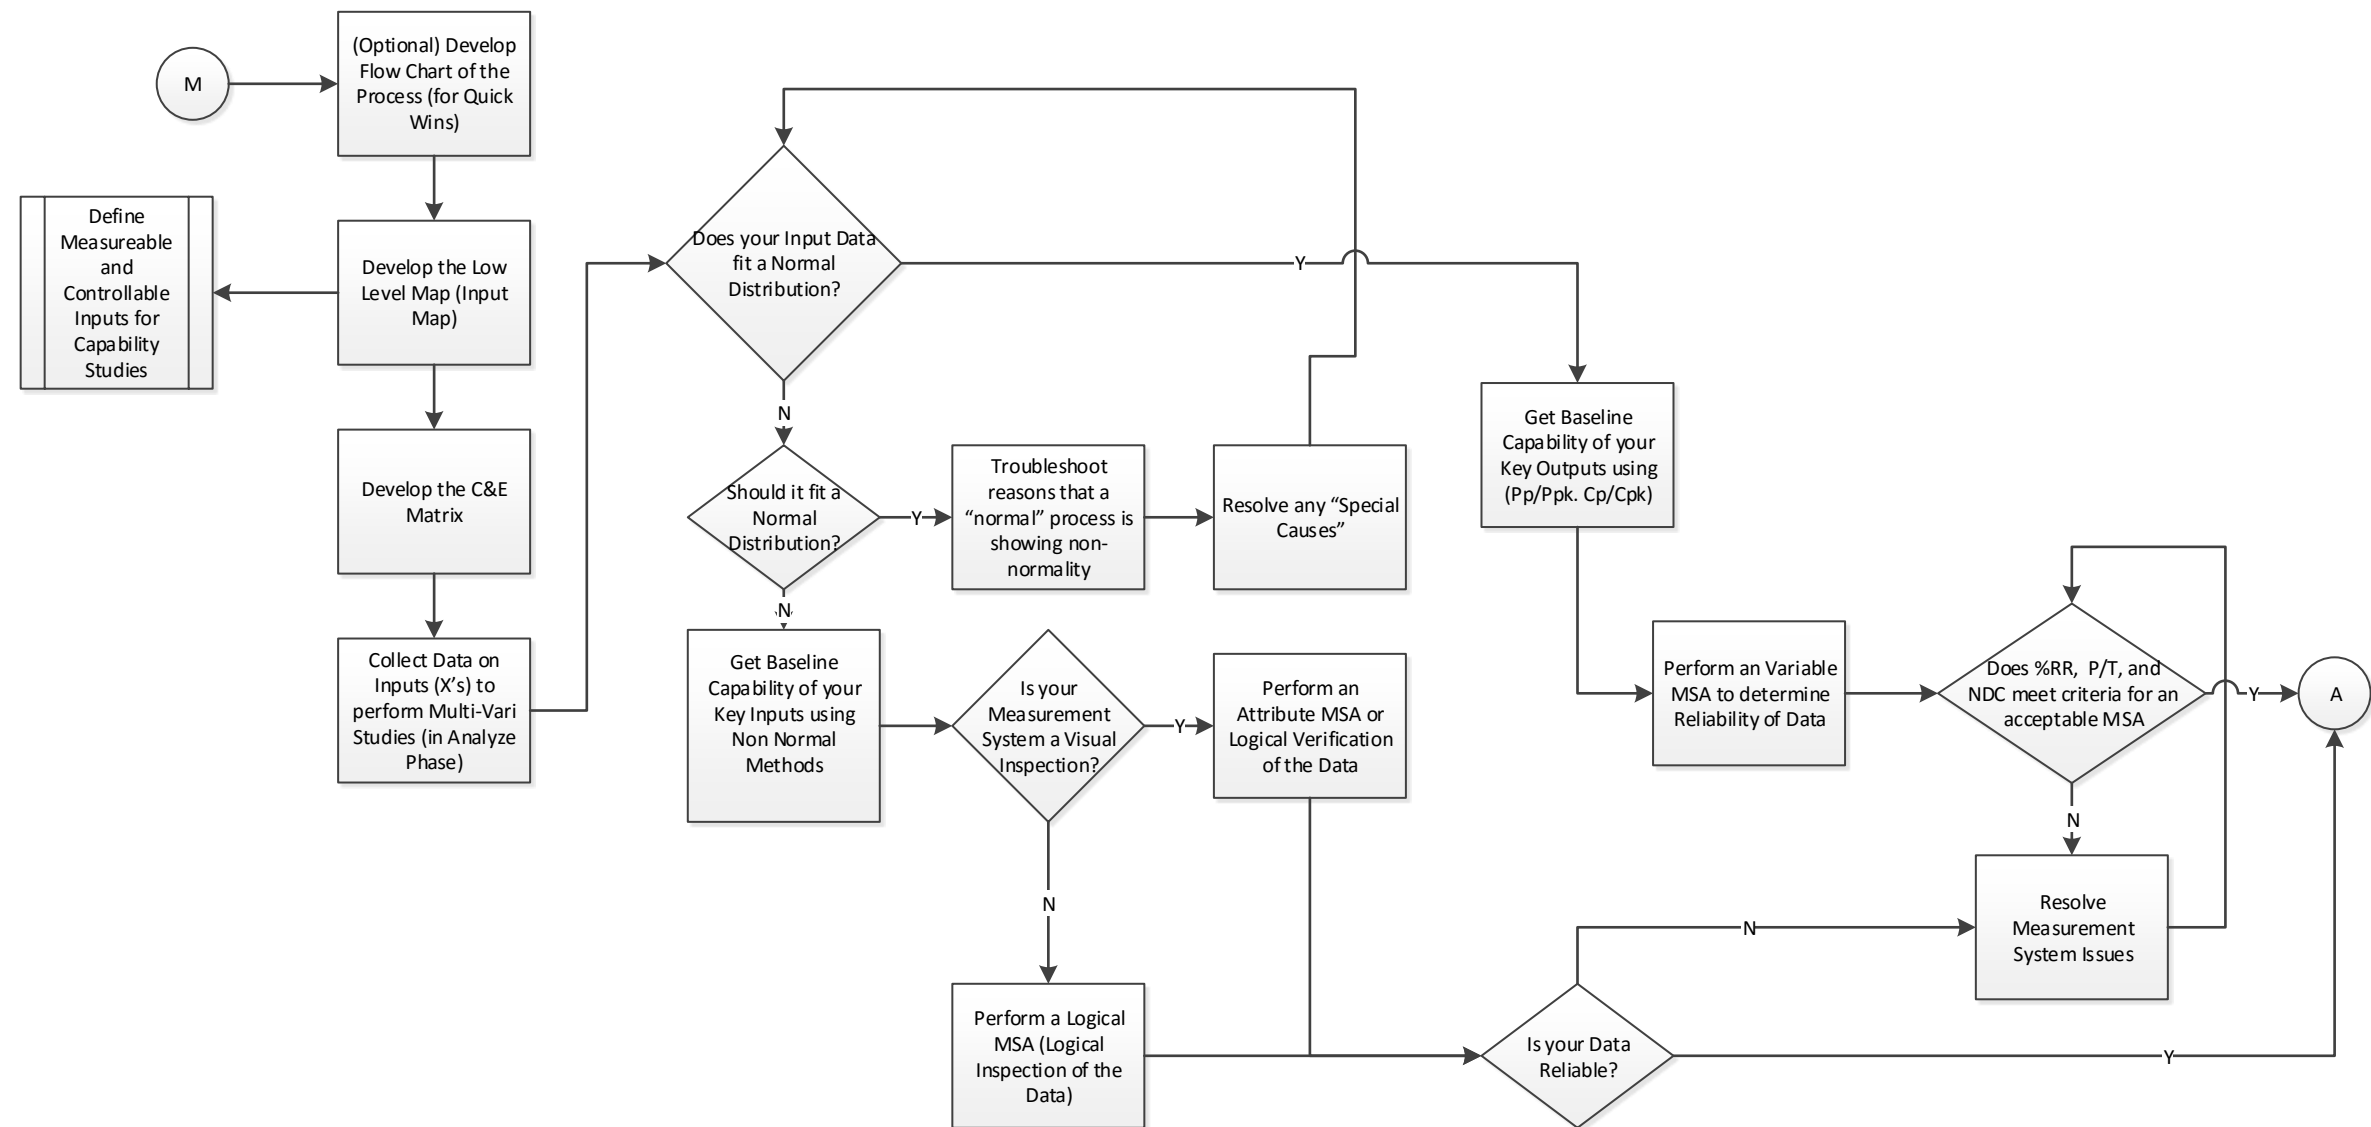 M
(Optional) Develop
Flow Chart of the
Process (for Quick
Wins)
Define
Measureable
and
Controllable
Inputs for
Capability
Studies
Develop the Low
Level Map (Input
Map)
Develop the C&E
Matrix
Collect Data on
Inputs (X's) to
perform Multi-Vari
Studies (in Analyze
Phase)
Does your Input Data
fit a Normal
Distribution?
Y
N
Should it fit a
Normal
Distribution?
Y
Troubleshoot
reasons that a
“normal” process is
showing non-
normality
Resolve any “Special
Causes”
N
Get Baseline
Capability of your
Key Inputs using
Non Normal
Methods
Is your
Measurement
System a Visual
Inspection?
Y
Perform an
Attribute MSA or
Logical Verification
of the Data
N
Perform a Logical
MSA (Logical
Inspection of the
Data)
Get Baseline
Capability of your
Key Outputs using
(Pp/Ppk. Cp/Cpk)
Perform an Variable
MSA to determine
Reliability of Data
Does %RR, P/T, and
NDC meet criteria for an
acceptable MSA
Y
A
N
Resolve
Measurement
System Issues
N
Is your Data
Reliable?
Y